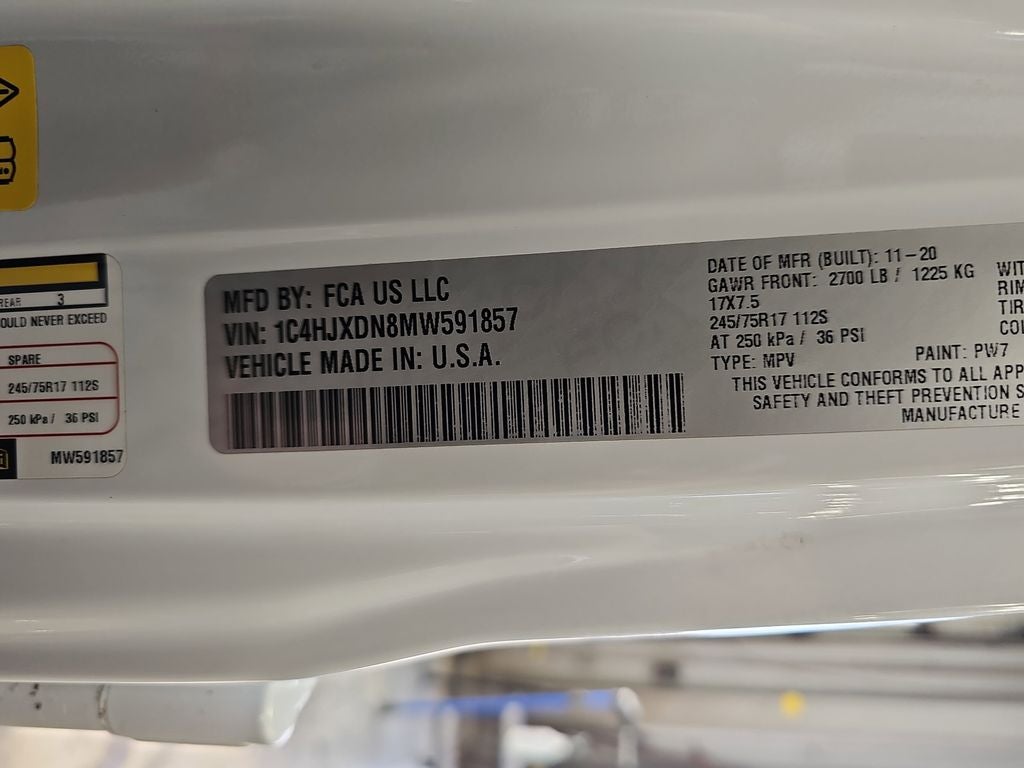 MFD BY: FCA US LLC
VIN: 1C4HJXDN8MW591857
VEHICLE MADE IN: U.S.A.
DATE OF MFR (BUILT): 11-20
GAWR FRONT: 2700 LB / 1225 KG
17X7.5
245/75R17 112S
AT 250 kPa / 36 PSI
TYPE: MPV PAINT: PW7
THIS VEHICLE CONFORMS TO ALL APP
SAFETY AND THEFT PREVENTION S
MANUFACTURE
WIT
RIM
TIR
COL
REAR 3
OULD NEVER EXCEED
SPARE
245/75R17 112S
250 kPa / 36 PSI
MW591857